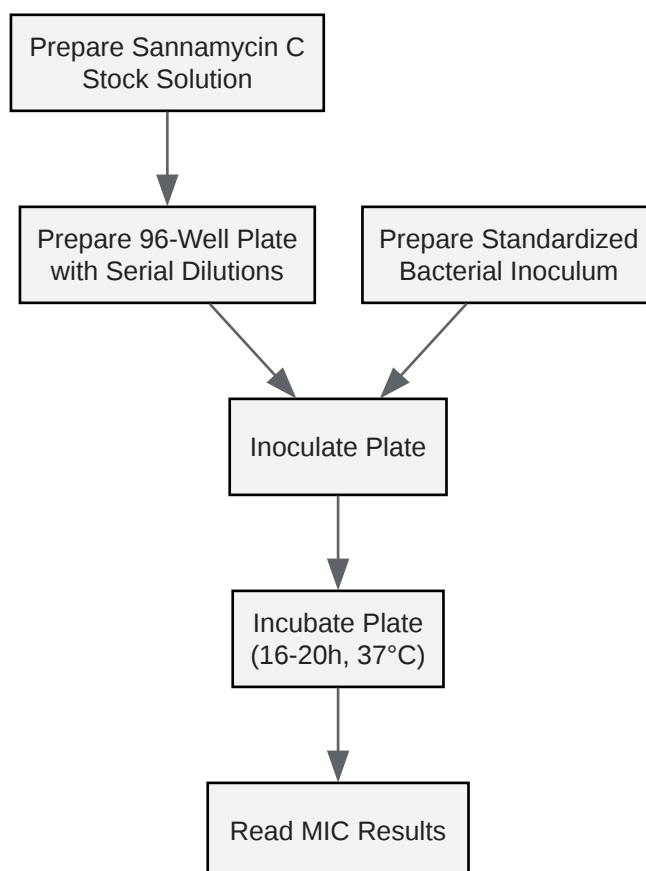 Prepare Sannamycin C
Stock Solution
Prepare 96-Well Plate
with Serial Dilutions
Prepare Standardized
Bacterial Inoculum
Inoculate Plate
Incubate Plate
(16-20h, 37°C)
Read MIC Results